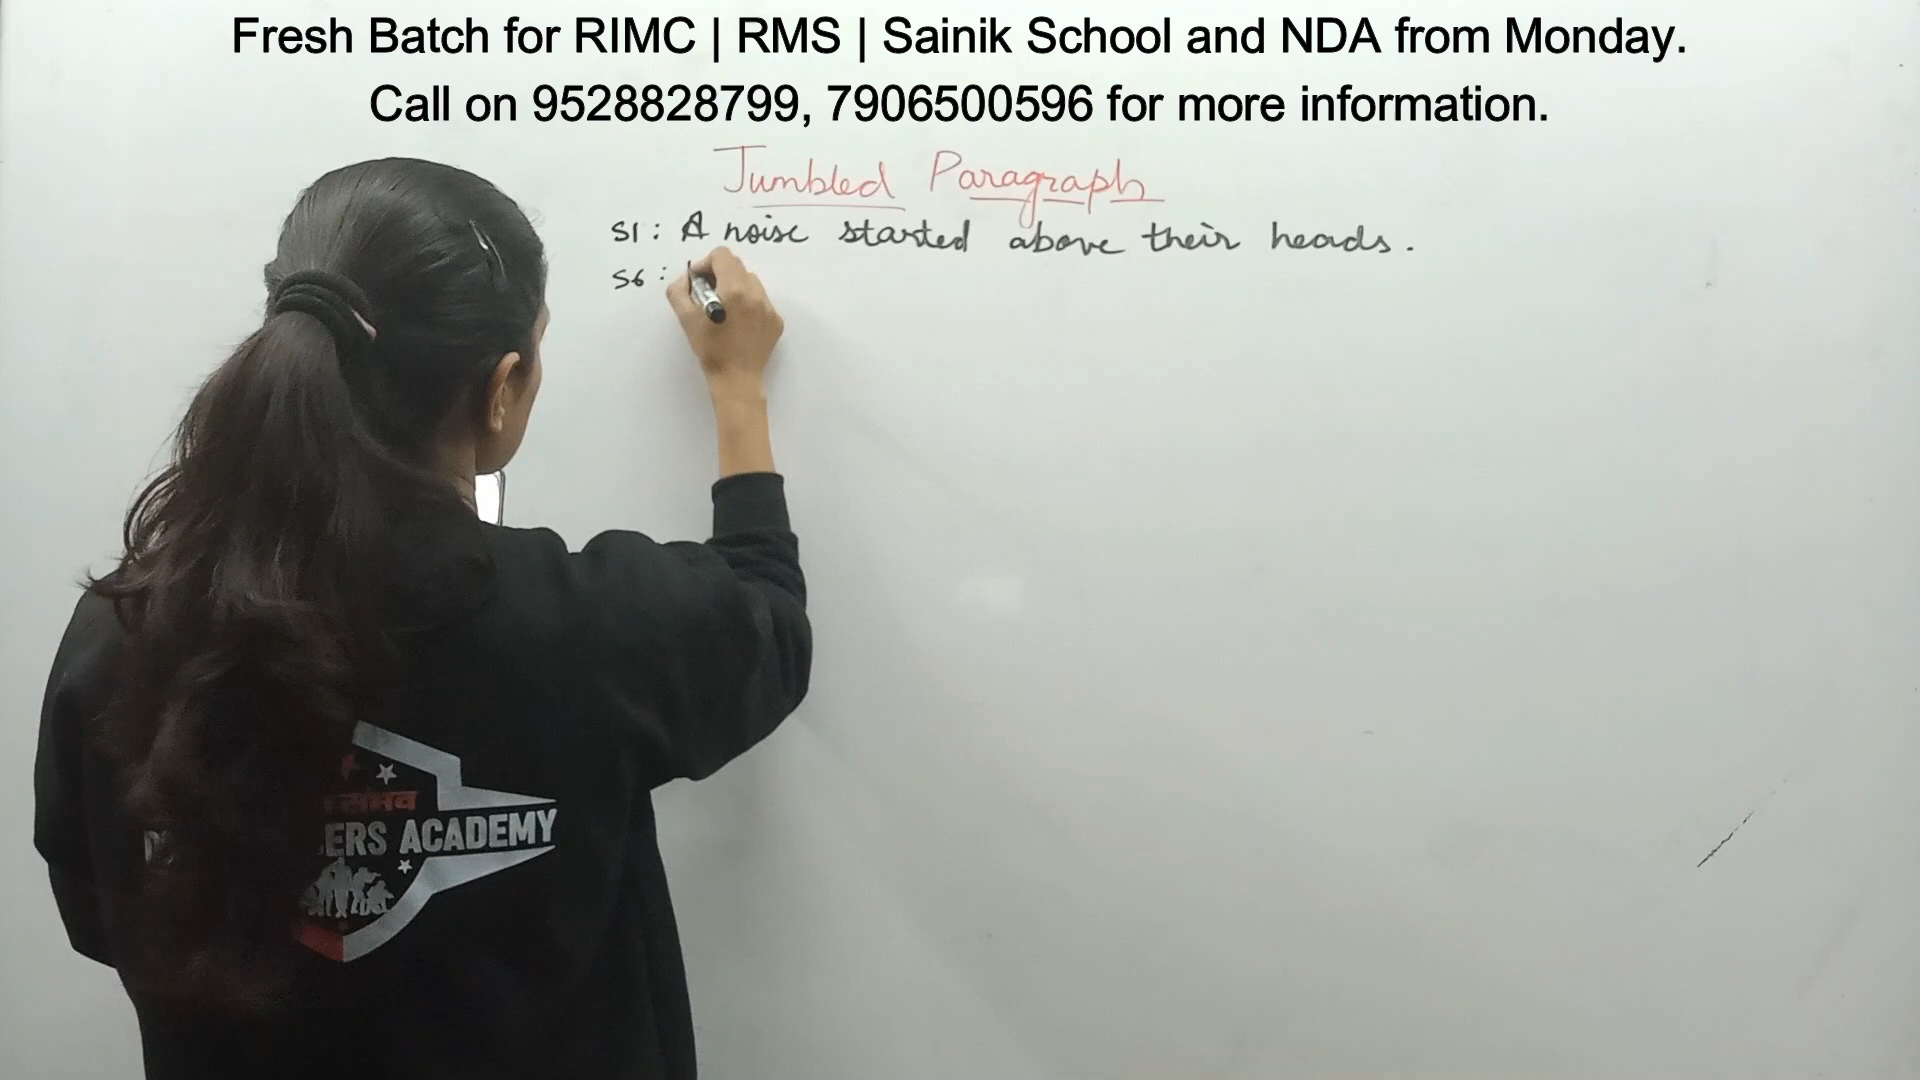 Fresh Batch for RIMC | RMS | Sainik School and NDA from Monday.
Call on 9528828799, 7906500596 for more information.
Jumbled Paragraph
S1 : A noise started above their heads.
S6 :
संभव
ERS ACADEMY